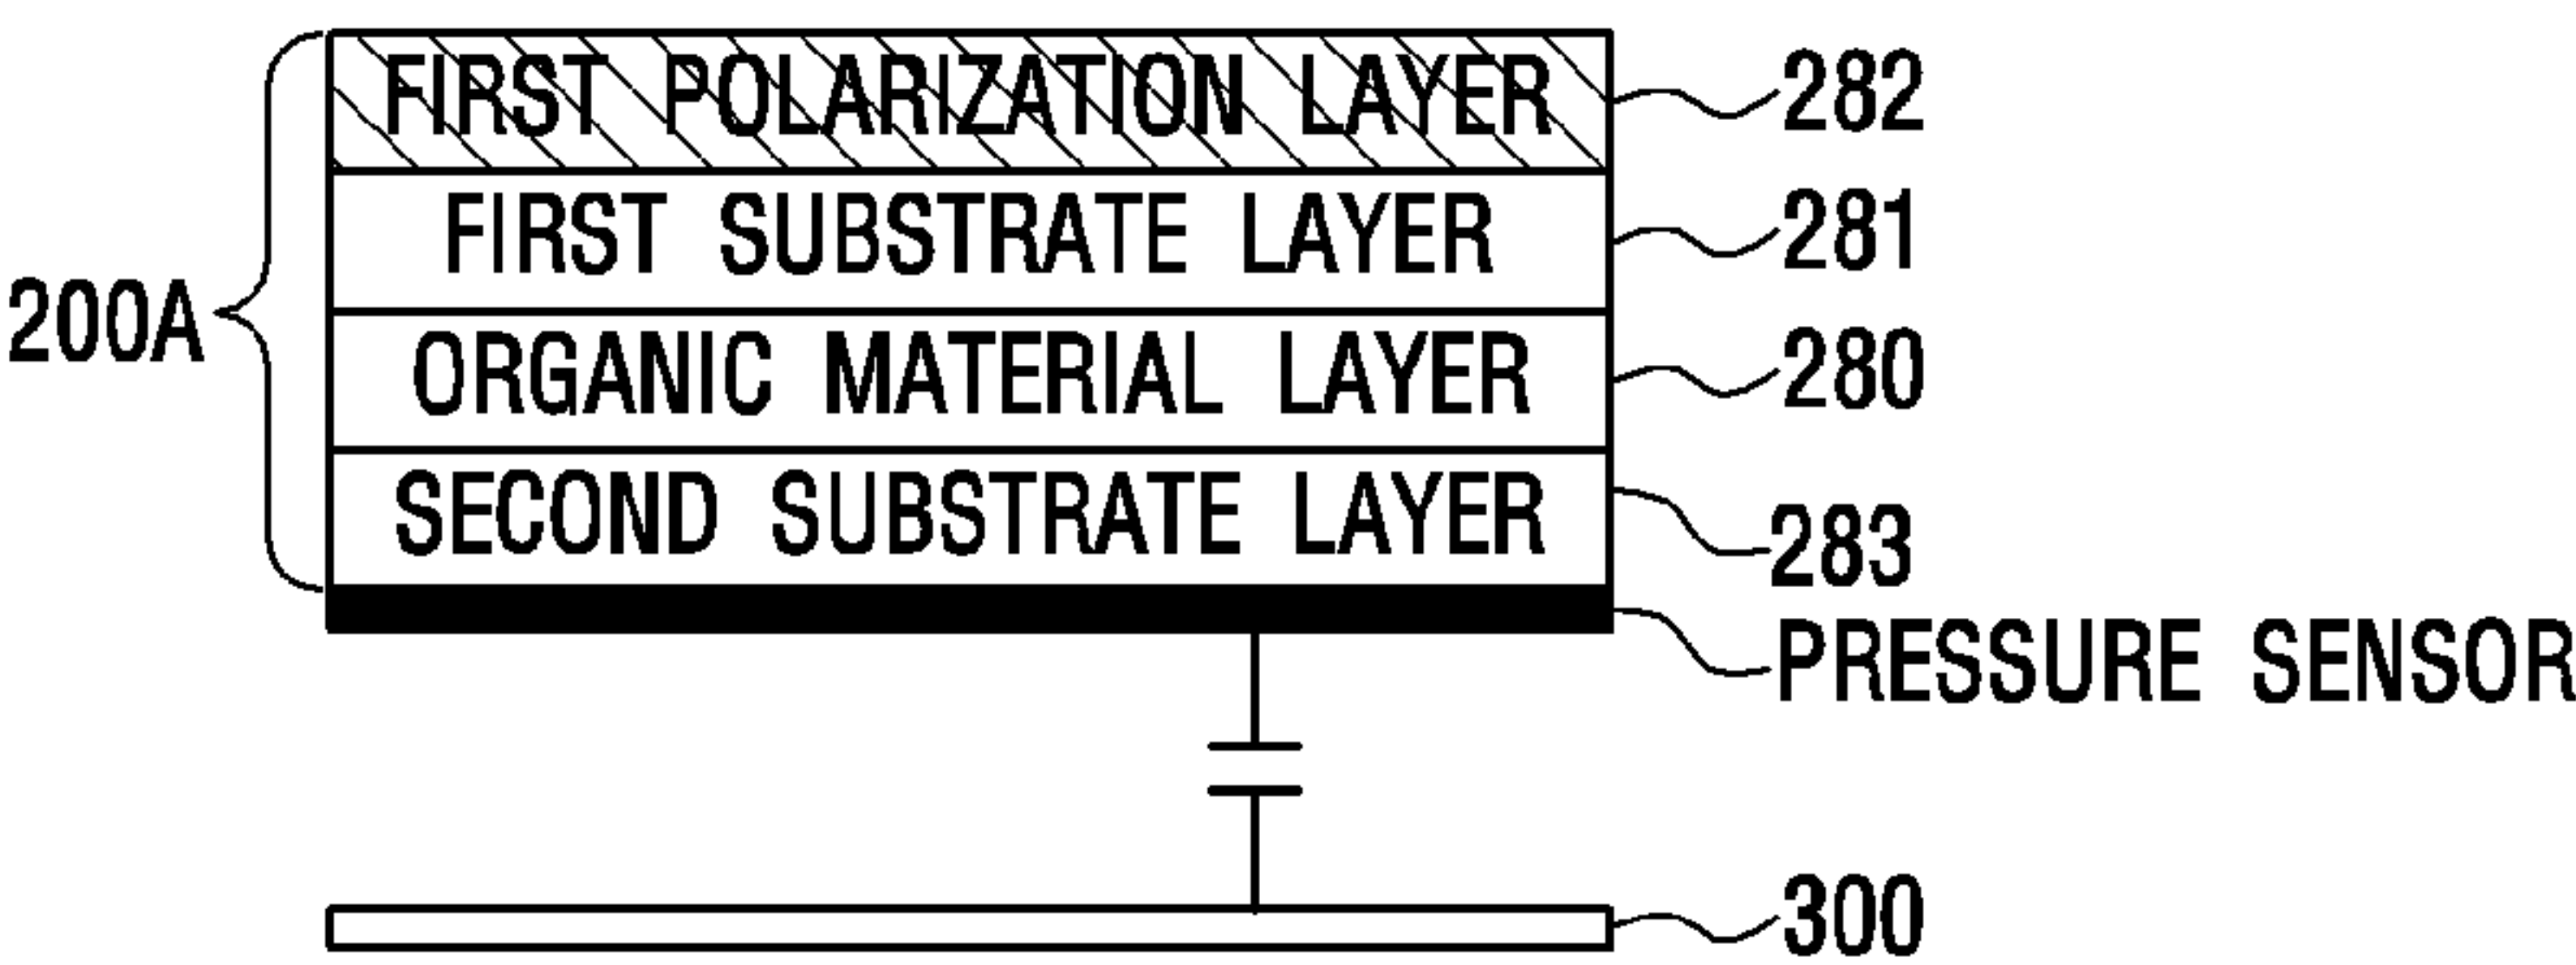 FIRST POLARIZATION LAYER 282
FIRST SUBSTRATE LAYER 281
200A
ORGANIC MATERIAL LAYER 280
SECOND SUBSTRATE LAYER 283
PRESSURE SENSOR
300